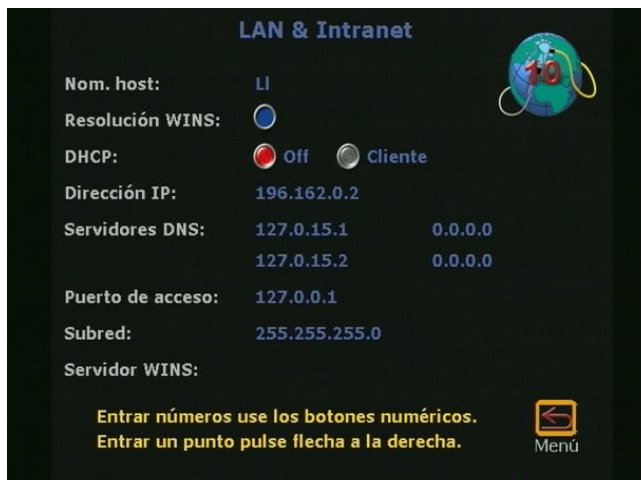 LAN & Intranet
10
Nom. host: Ll
Resolución WINS:
DHCP: Off Cliente
Dirección IP: 196.162.0.2
Servidores DNS: 127.0.15.1 0.0.0.0
127.0.15.2 0.0.0.0
Puerto de acceso: 127.0.0.1
Subred: 255.255.255.0
Servidor WINS:
Entrar números use los botones numéricos.
Entrar un punto pulse flecha a la derecha.
Menú